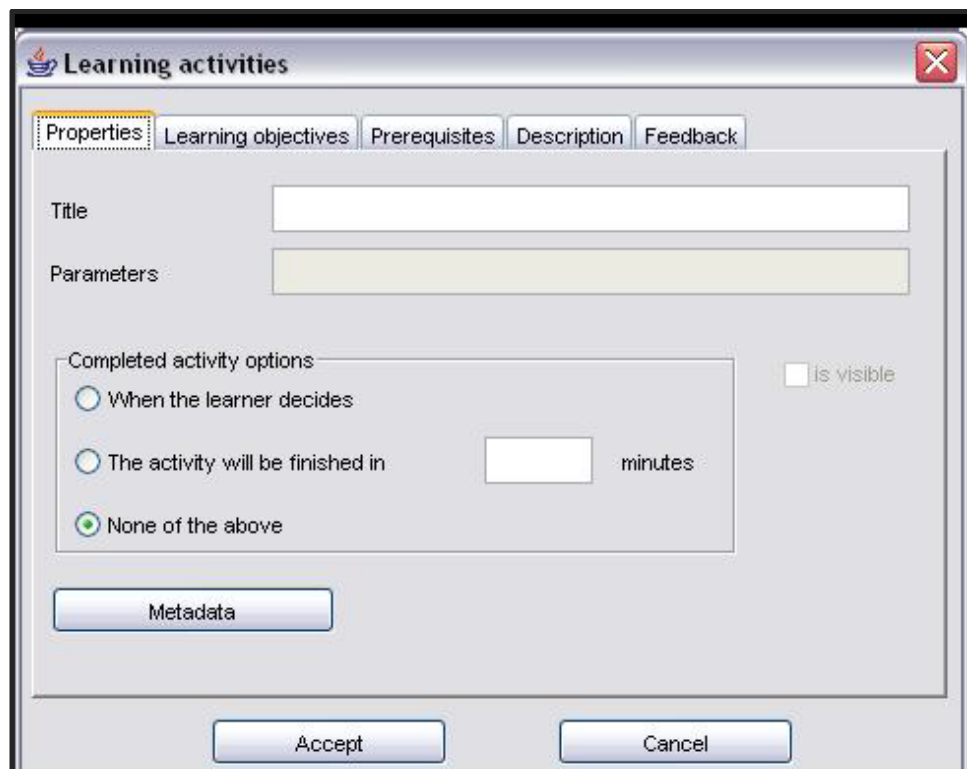 Learning activities
Properties Learning objectives Prerequisites Description Feedback
Title
Parameters
Completed activity options
is visible
When the learner decides
The activity will be finished in minutes
None of the above
Metadata
Accept Cancel